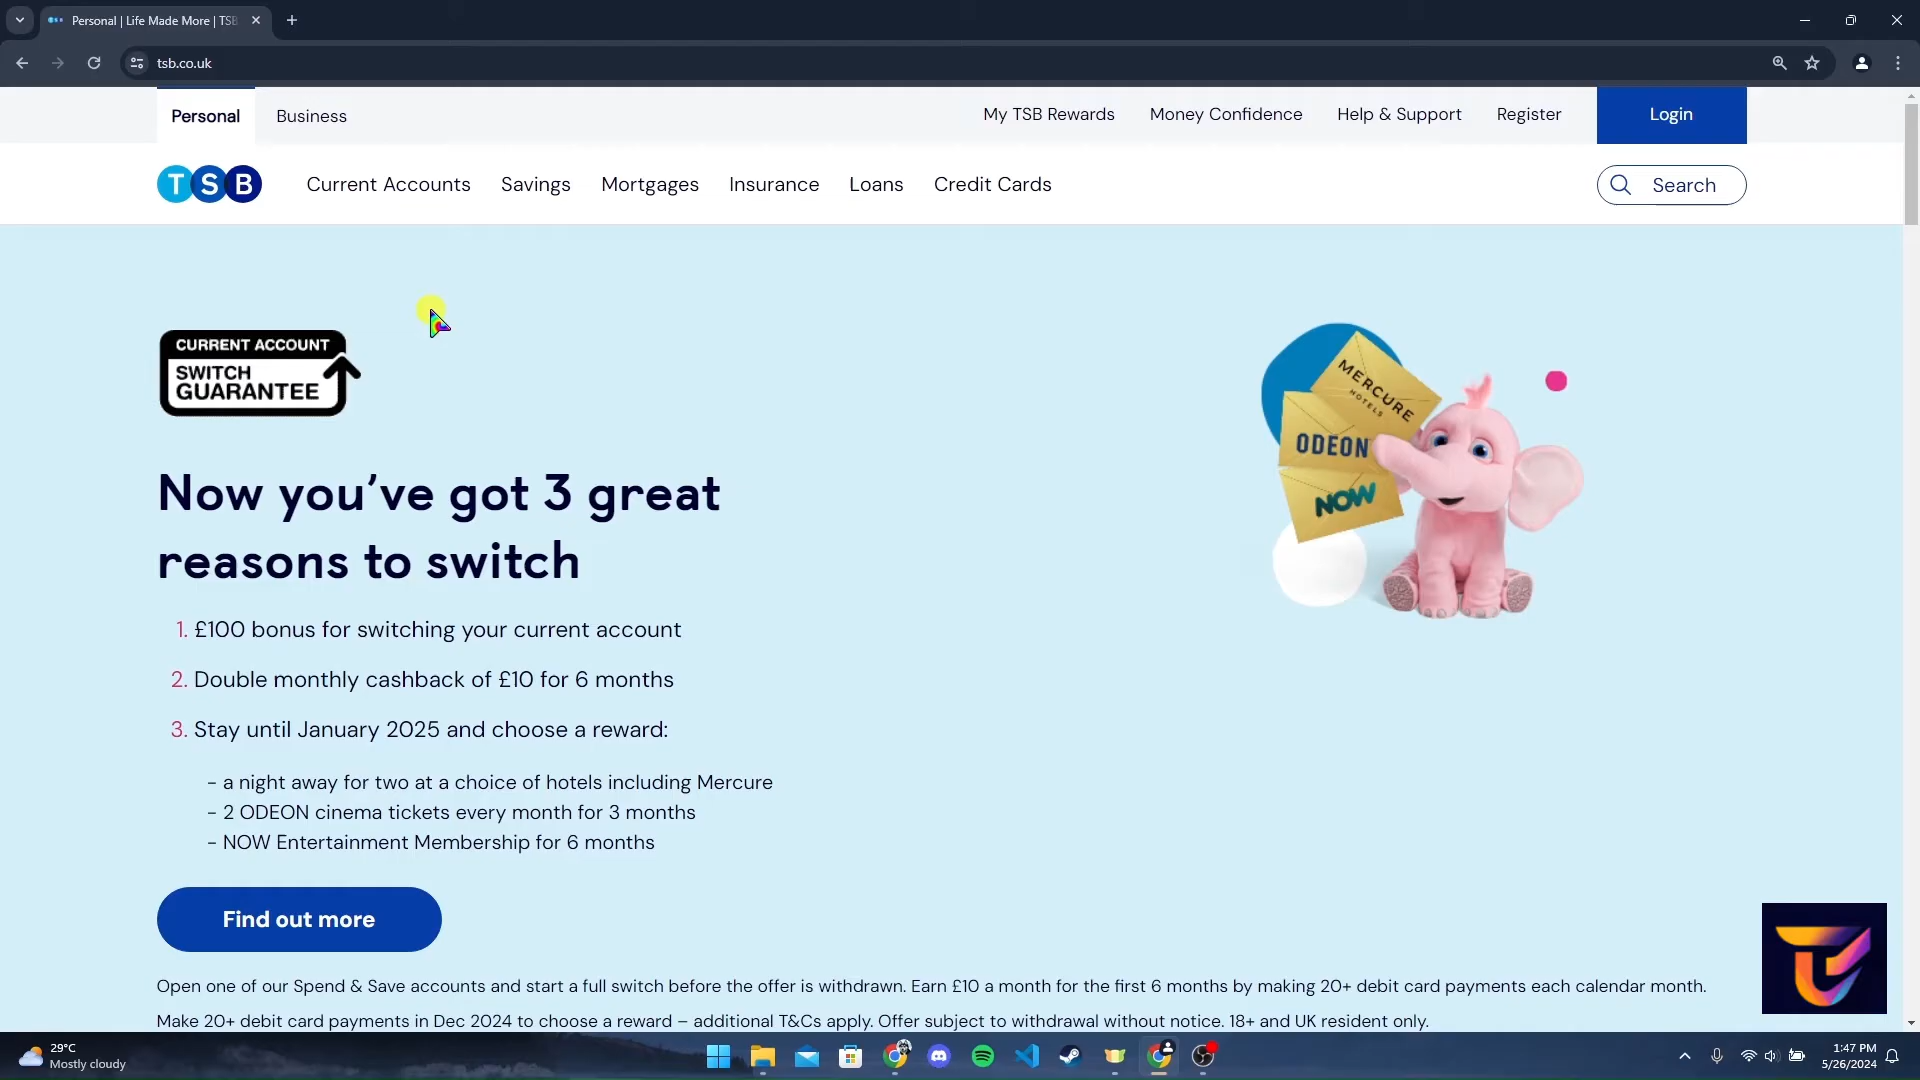 Personal | Life Made More | TSB
tsb.co.uk
Personal
Business
My TSB Rewards
Money Confidence
Help & Support
Register
Login
TSB
Current Accounts
Savings
Mortgages
Insurance
Loans
Credit Cards
Search
CURRENT ACCOUNT
SWITCH
GUARANTEE
MERCURE
HOTELS
ODEON
NOW
Now you've got 3 great
reasons to switch
1. £100 bonus for switching your current account
2. Double monthly cashback of £10 for 6 months
3. Stay until January 2025 and choose a reward:
- a night away for two at a choice of hotels including Mercure
- 2 ODEON cinema tickets every month for 3 months
- NOW Entertainment Membership for 6 months
Find out more
Open one of our Spend & Save accounts and start a full switch before the offer is withdrawn. Earn £10 a month for the first 6 months by making 20+ debit card payments each calendar month.
Make 20+ debit card payments in Dec 2024 to choose a reward – additional T&Cs apply. Offer subject to withdrawal without notice. 18+ and UK resident only.
29°C
Mostly cloudy
1:47 PM
5/26/2024